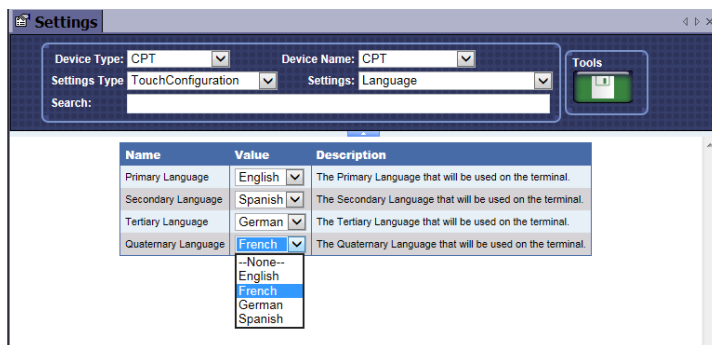 Settings
Device Type: CPT Device Name: CPT
Tools
Settings Type TouchConfiguration Settings: Language
Search:
Name Value Description
Primary Language English The Primary Language that will be used on the terminal.
Secondary Language Spanish The Secondary Language that will be used on the terminal.
Tertiary Language German The Tertiary Language that will be used on the terminal.
Quaternary Language French The Quaternary Language that will be used on the terminal.
--None--
English
French
German
Spanish